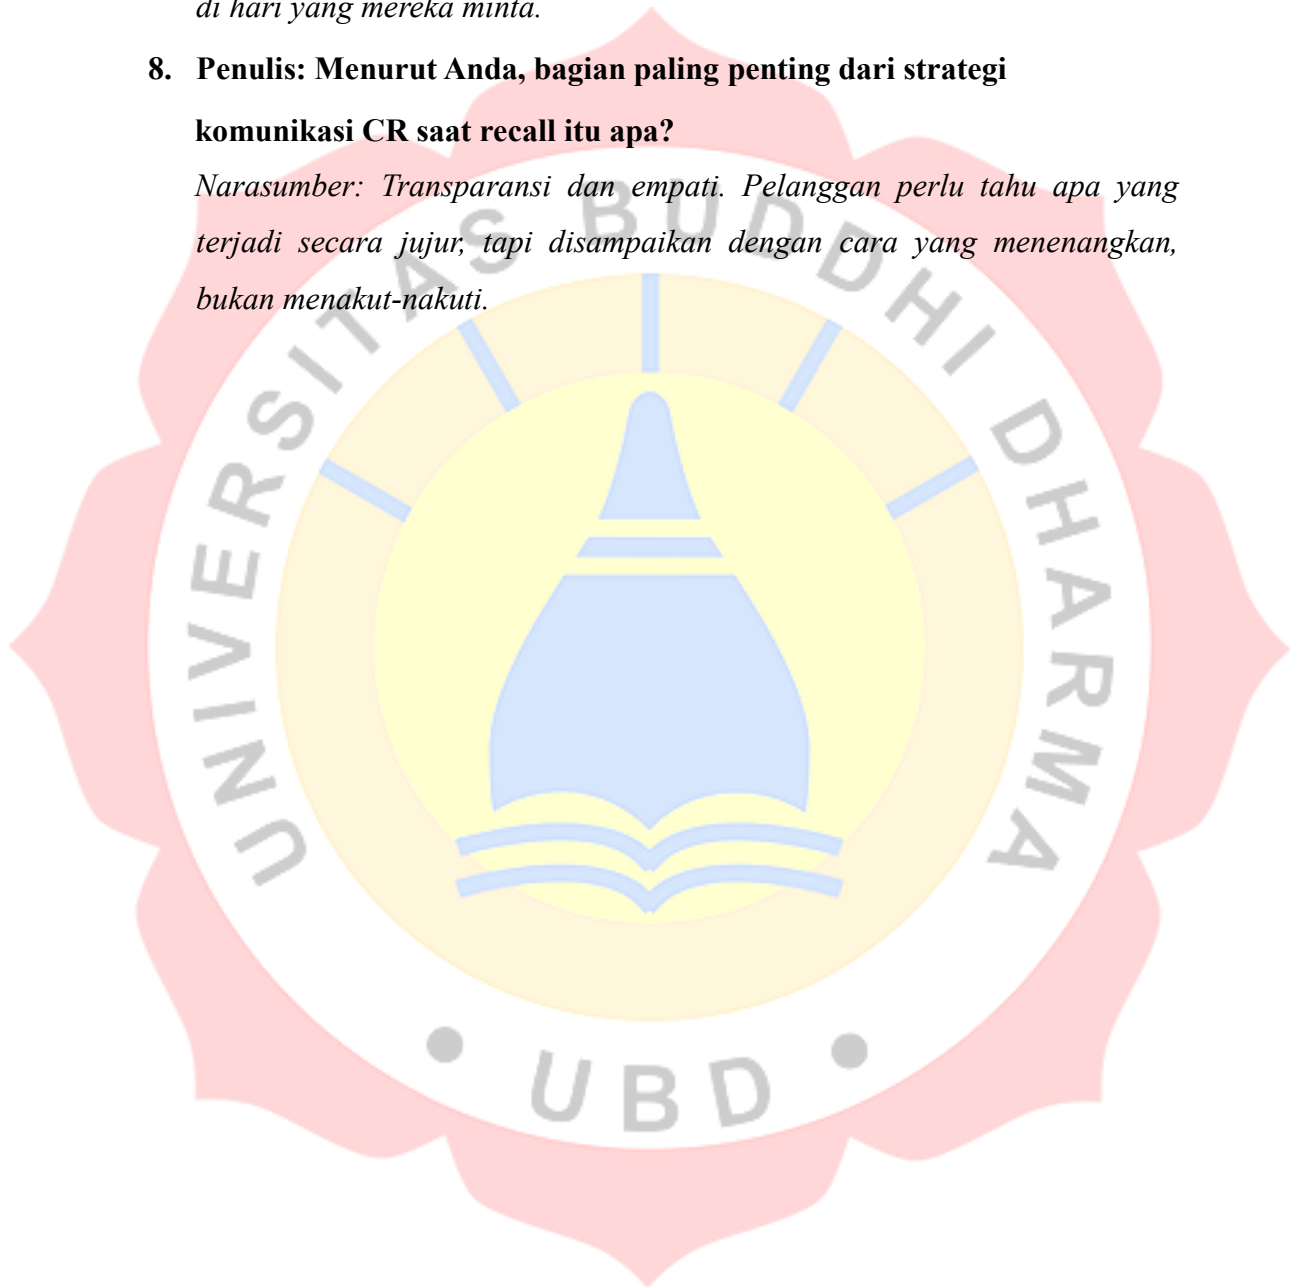 di hari yang mereka minta.
8. Penulis: Menurut Anda, bagian paling penting dari strategi
komunikasi CR saat recall itu apa?
Narasumber: Transparansi dan empati. Pelanggan perlu tahu apa yang
terjadi secara jujur, tapi disampaikan dengan cara yang menenangkan,
bukan menakut-nakuti.
UNIVERSITAS BUDDHI DHARMA
• UBD •